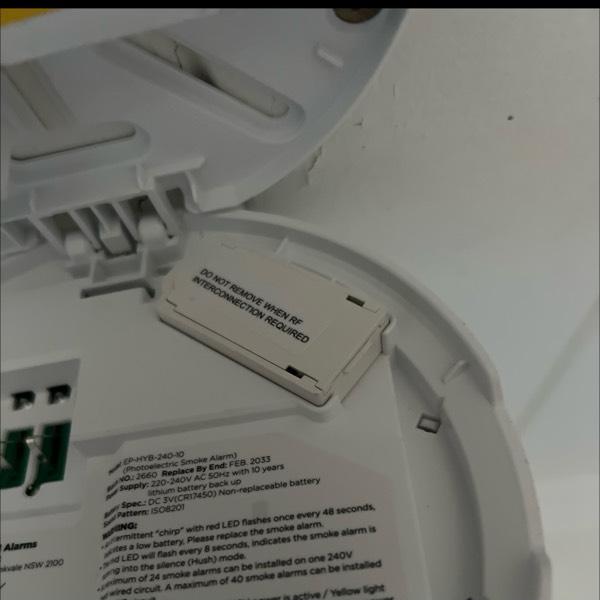 DO NOT REMOVE WHEN RF
INTERCONNECTION REQUIRED
EP-HYB-240-10
(Photoelectric Smoke Alarm)
NO.: 2660 Replace By End: FEB. 2033
Supply: 220-240V AC 50Hz with 10 years
lithium battery back up
Spec.: DC 3V(CR17450) Non-replaceable battery
Pattern: ISO8201
WARNING:
"chirp" with red LED flashes once every 48 seconds,
a low battery, Please replace the smoke alarm.
LED will flash every 8 seconds, indicates the smoke alarm is
into the silence (Hush) mode.
of 24 smoke alarms can be installed on one 240V
circuit. A maximum of 40 smoke alarms can be installed
is active / Yellow light
Alarms
NSW 2100